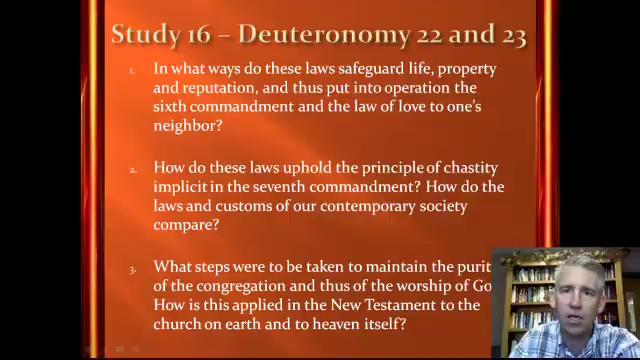 Study 16 – Deuteronomy 22 and 23
1. In what ways do these laws safeguard life, property
and reputation, and thus put into operation the
sixth commandment and the law of love to one's
neighbor?
2. How do these laws uphold the principle of chastity
implicit in the seventh commandment? How do the
laws and customs of our contemporary society
compare?
3. What steps were to be taken to maintain the purit
of the congregation and thus of the worship of Go
How is this applied in the New Testament to the
church on earth and to heaven itself?